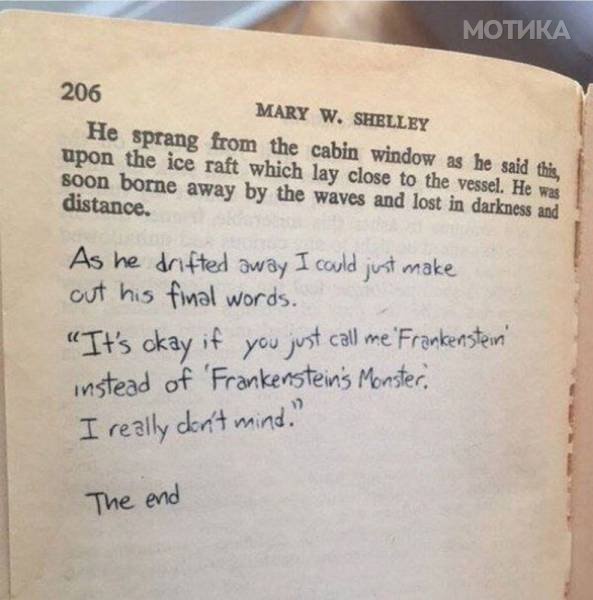 МОТИКА
206
MARY W. SHELLEY
He sprang from the cabin window as he said this,
upon the ice raft which lay close to the vessel. He was
soon borne away by the waves and lost in darkness and
distance.
As he drifted away I could just make
out his final words.
“It's okay if you just call me 'Frankenstein'
instead of 'Frankenstein's Monster.'
I really don't mind.”
The end